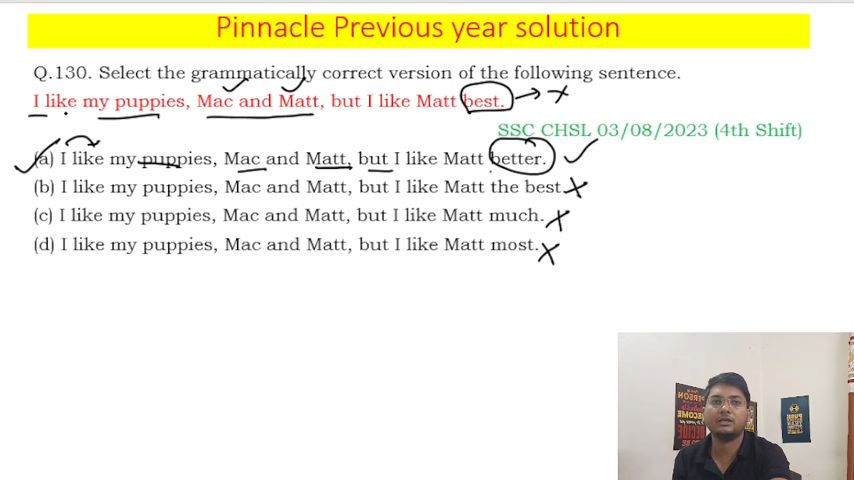 Pinnacle Previous year solution
Q.130. Select the grammatically correct version of the following sentence.
I like my puppies, Mac and Matt, but I like Matt best.
SSC CHSL 03/08/2023 (4th Shift)
(a) I like my puppies, Mac and Matt, but I like Matt better.
(b) I like my puppies, Mac and Matt, but I like Matt the best.
(c) I like my puppies, Mac and Matt, but I like Matt much.
(d) I like my puppies, Mac and Matt, but I like Matt most.